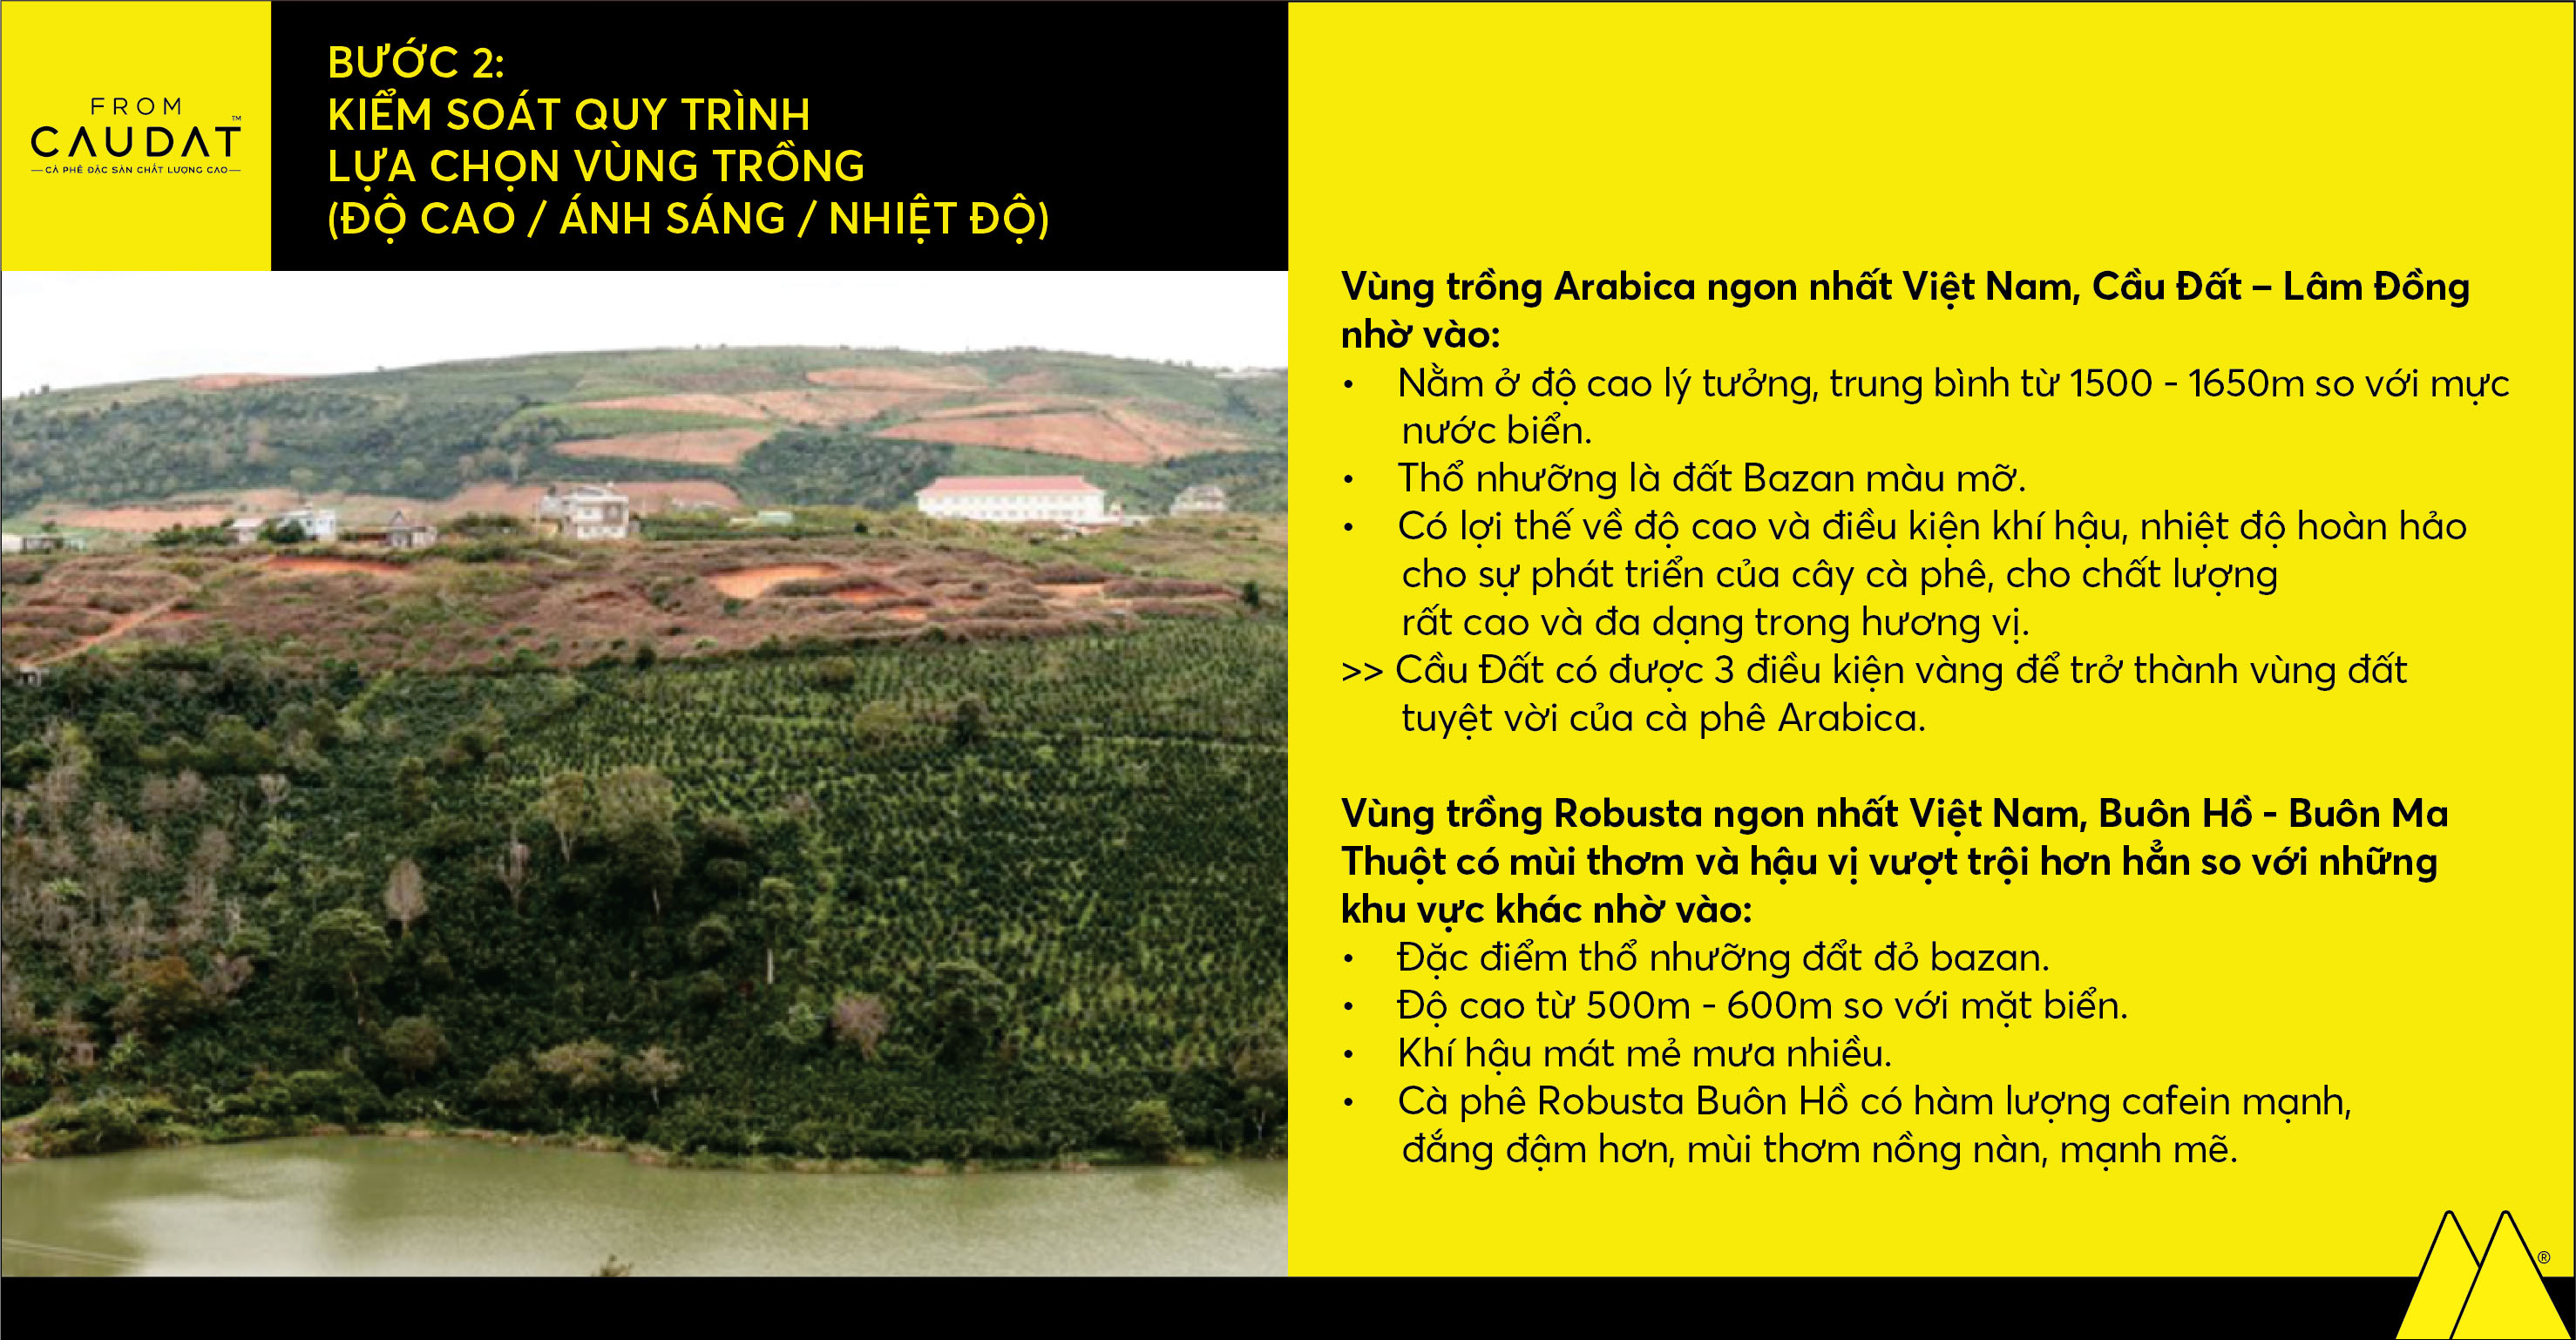 FROM
CAUDAT™
CÀ PHÊ ĐẶC SẢN CHẤT LƯỢNG CAO
BƯỚC 2:
KIỂM SOÁT QUY TRÌNH
LỰA CHỌN VÙNG TRỒNG
(ĐỘ CAO / ÁNH SÁNG / NHIỆT ĐỘ)
Vùng trồng Arabica ngon nhất Việt Nam, Cầu Đất – Lâm Đồng
nhờ vào:
• Nằm ở độ cao lý tưởng, trung bình từ 1500 - 1650m so với mực
nước biển.
• Thổ nhưỡng là đất Bazan màu mỡ.
• Có lợi thế về độ cao và điều kiện khí hậu, nhiệt độ hoàn hảo
cho sự phát triển của cây cà phê, cho chất lượng
rất cao và đa dạng trong hương vị.
>> Cầu Đất có được 3 điều kiện vàng để trở thành vùng đất
tuyệt vời của cà phê Arabica.
Vùng trồng Robusta ngon nhất Việt Nam, Buôn Hồ - Buôn Ma
Thuột có mùi thơm và hậu vị vượt trội hơn hẳn so với những
khu vực khác nhờ vào:
• Đặc điểm thổ nhưỡng đẩt đỏ bazan.
• Độ cao từ 500m - 600m so với mặt biển.
• Khí hậu mát mẻ mưa nhiều.
• Cà phê Robusta Buôn Hồ có hàm lượng cafein mạnh,
đắng đậm hơn, mùi thơm nồng nàn, mạnh mẽ.
®